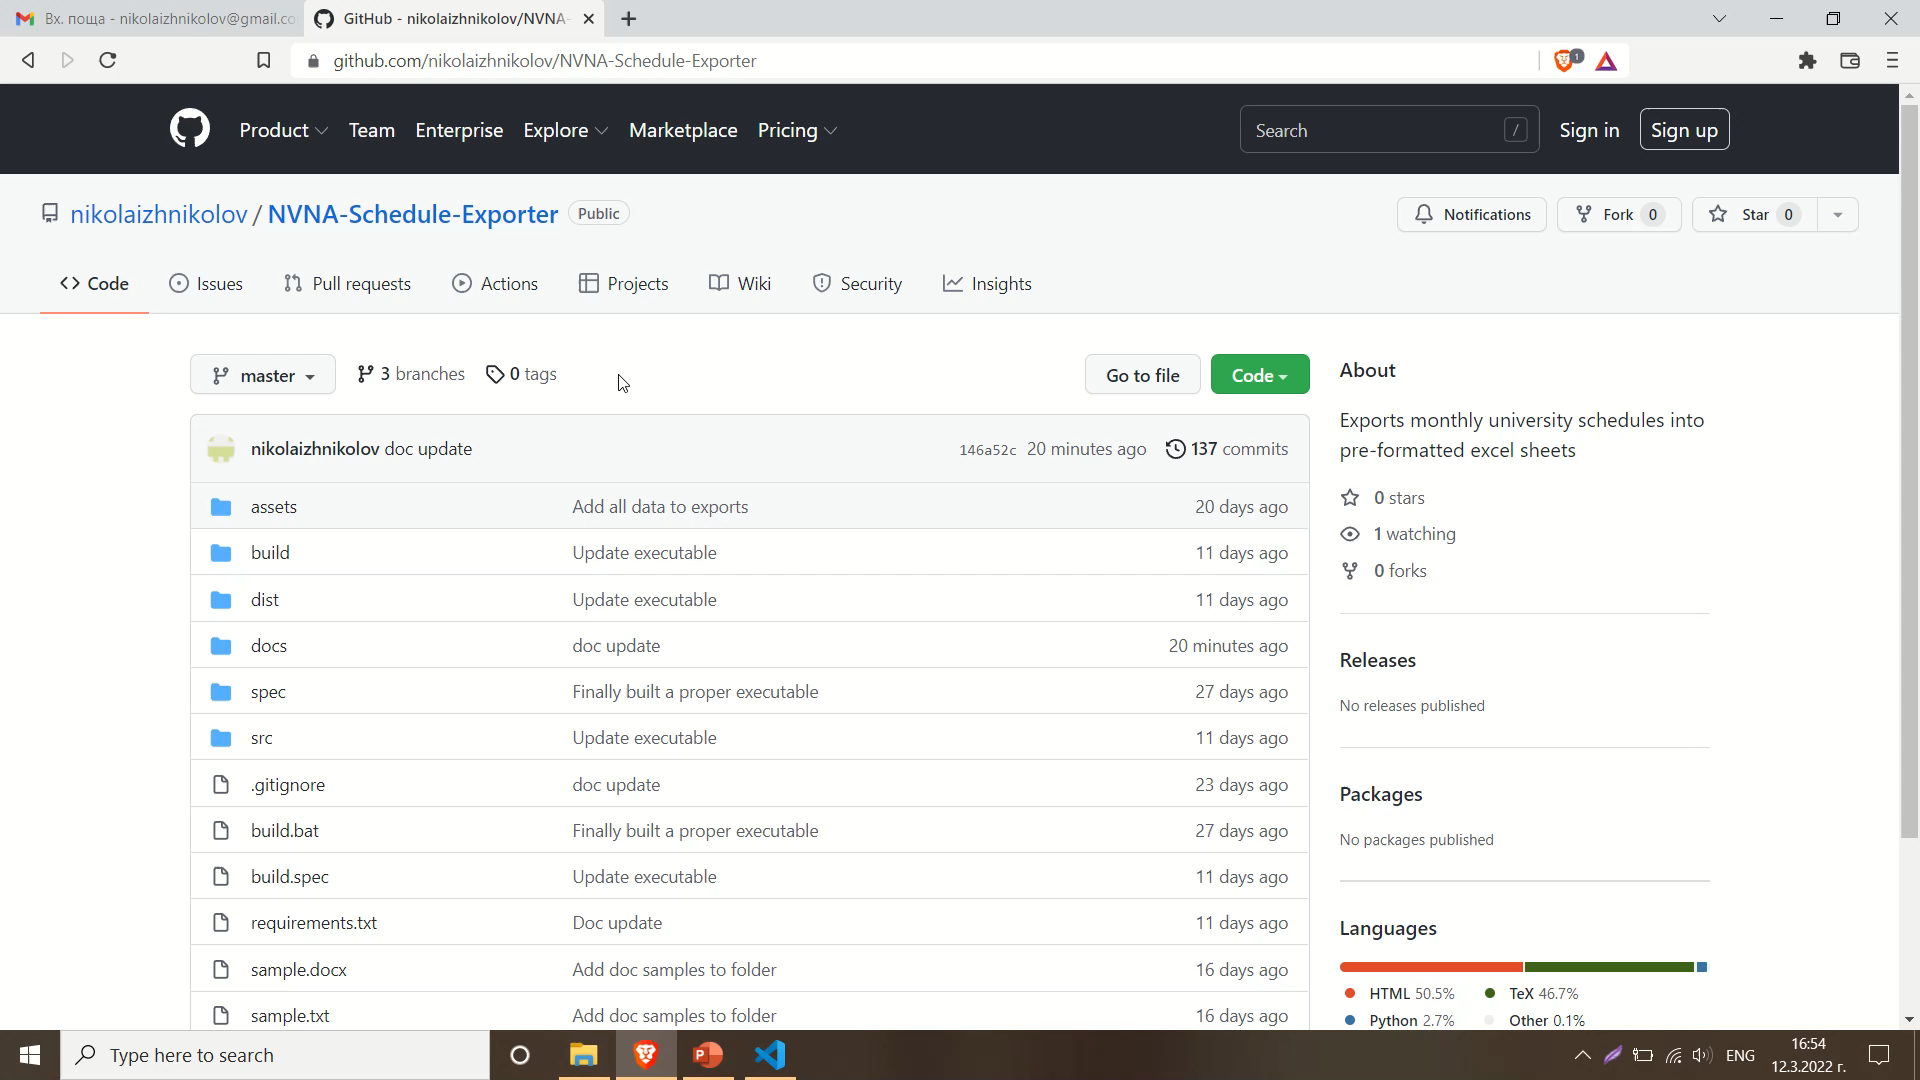 Вх. поща - nikolaizhnikolov@gmail.co
GitHub - nikolaizhnikolov/NVNA-
github.com/nikolaizhnikolov/NVNA-Schedule-Exporter
1
Product
Team
Enterprise
Explore
Marketplace
Pricing
Search
/
Sign in
Sign up
nikolaizhnikolov / NVNA-Schedule-Exporter
Public
Notifications
Fork 0
Star 0
Code
Issues
Pull requests
Actions
Projects
Wiki
Security
Insights
master
3 branches
0 tags
Go to file
Code
nikolaizhnikolov doc update
146a52c 20 minutes ago
137 commits
assets Add all data to exports 20 days ago
build Update executable 11 days ago
dist Update executable 11 days ago
docs doc update 20 minutes ago
spec Finally built a proper executable 27 days ago
src Update executable 11 days ago
.gitignore doc update 23 days ago
build.bat Finally built a proper executable 27 days ago
build.spec Update executable 11 days ago
requirements.txt Doc update 11 days ago
sample.docx Add doc samples to folder 16 days ago
sample.txt Add doc samples to folder 16 days ago
About
Exports monthly university schedules into
pre-formatted excel sheets
0 stars
1 watching
0 forks
Releases
No releases published
Packages
No packages published
Languages
HTML 50.5%
TeX 46.7%
Python 2.7%
Other 0.1%
Type here to search
ENG
16:54
12.3.2022 г.